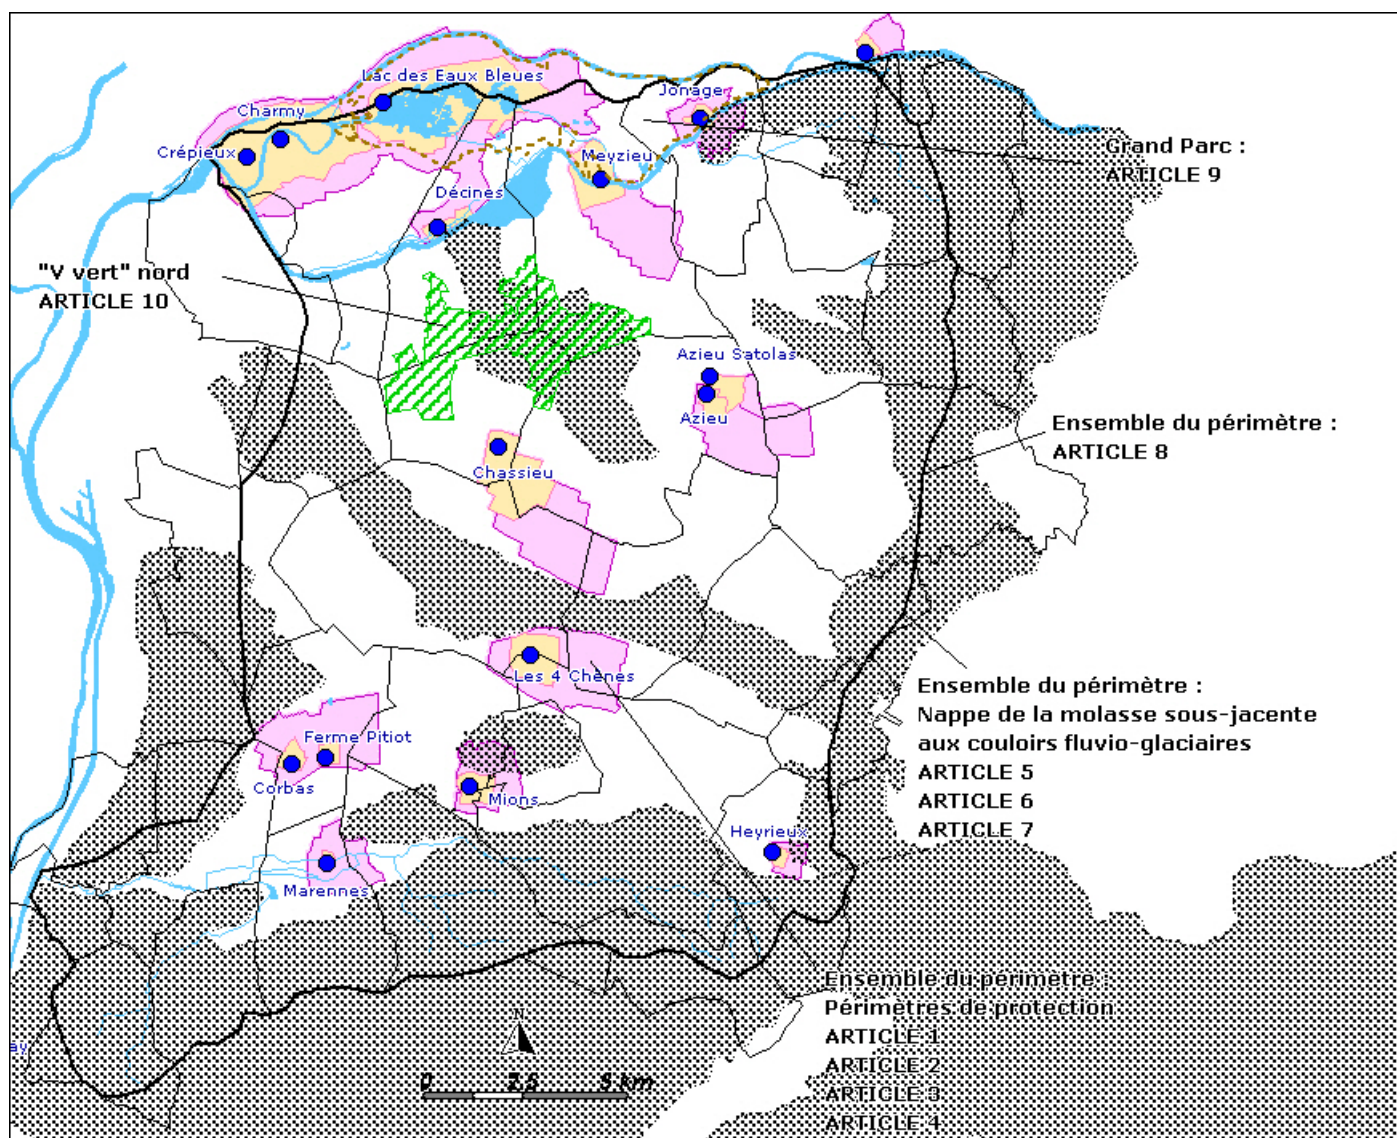 Lac des Eaux Bleues
Jonage
Charmy
Crépieux
Grand Parc :
ARTICLE 9
Meyzieu
Décines
"V vert" nord
ARTICLE 10
Azieu Satolas
Azieu
Ensemble du périmètre :
ARTICLE 8
Chassieu
Les 4 Chênes
Ensemble du périmètre :
Nappe de la molasse sous-jacente
aux couloirs fluvio-glaciaires
ARTICLE 5
ARTICLE 6
ARTICLE 7
Ferme Pitiot
Corbas
Mions
Heyrieux
Marennes
Ensemble du périmètre :
Périmètres de protection
ARTICLE 1
ARTICLE 2
ARTICLE 3
ARTICLE 4
N
ay
0 2,5 5 km